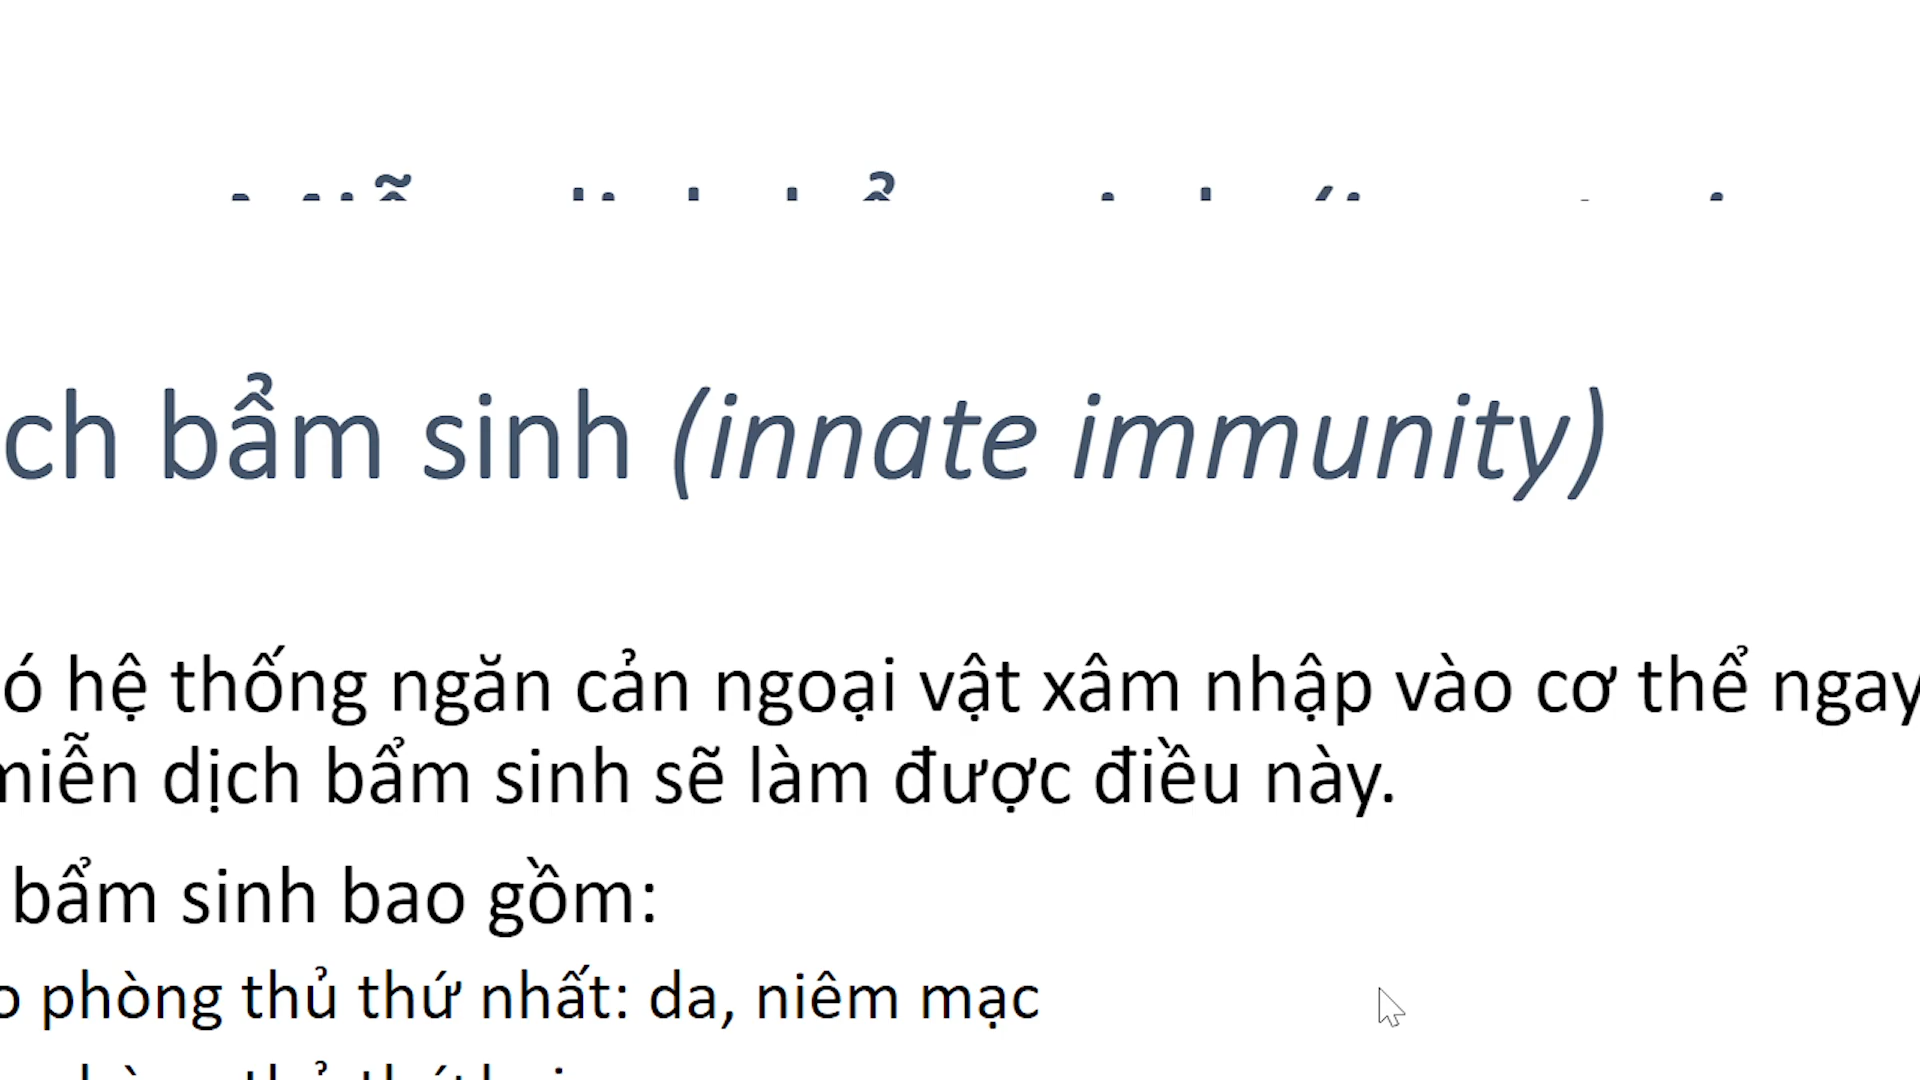 ch bẩm sinh (innate immunity)
ó hệ thống ngăn cản ngoại vật xâm nhập vào cơ thể ngay
miễn dịch bẩm sinh sẽ làm được điều này.
bẩm sinh bao gồm:
o phòng thủ thứ nhất: da, niêm mạc